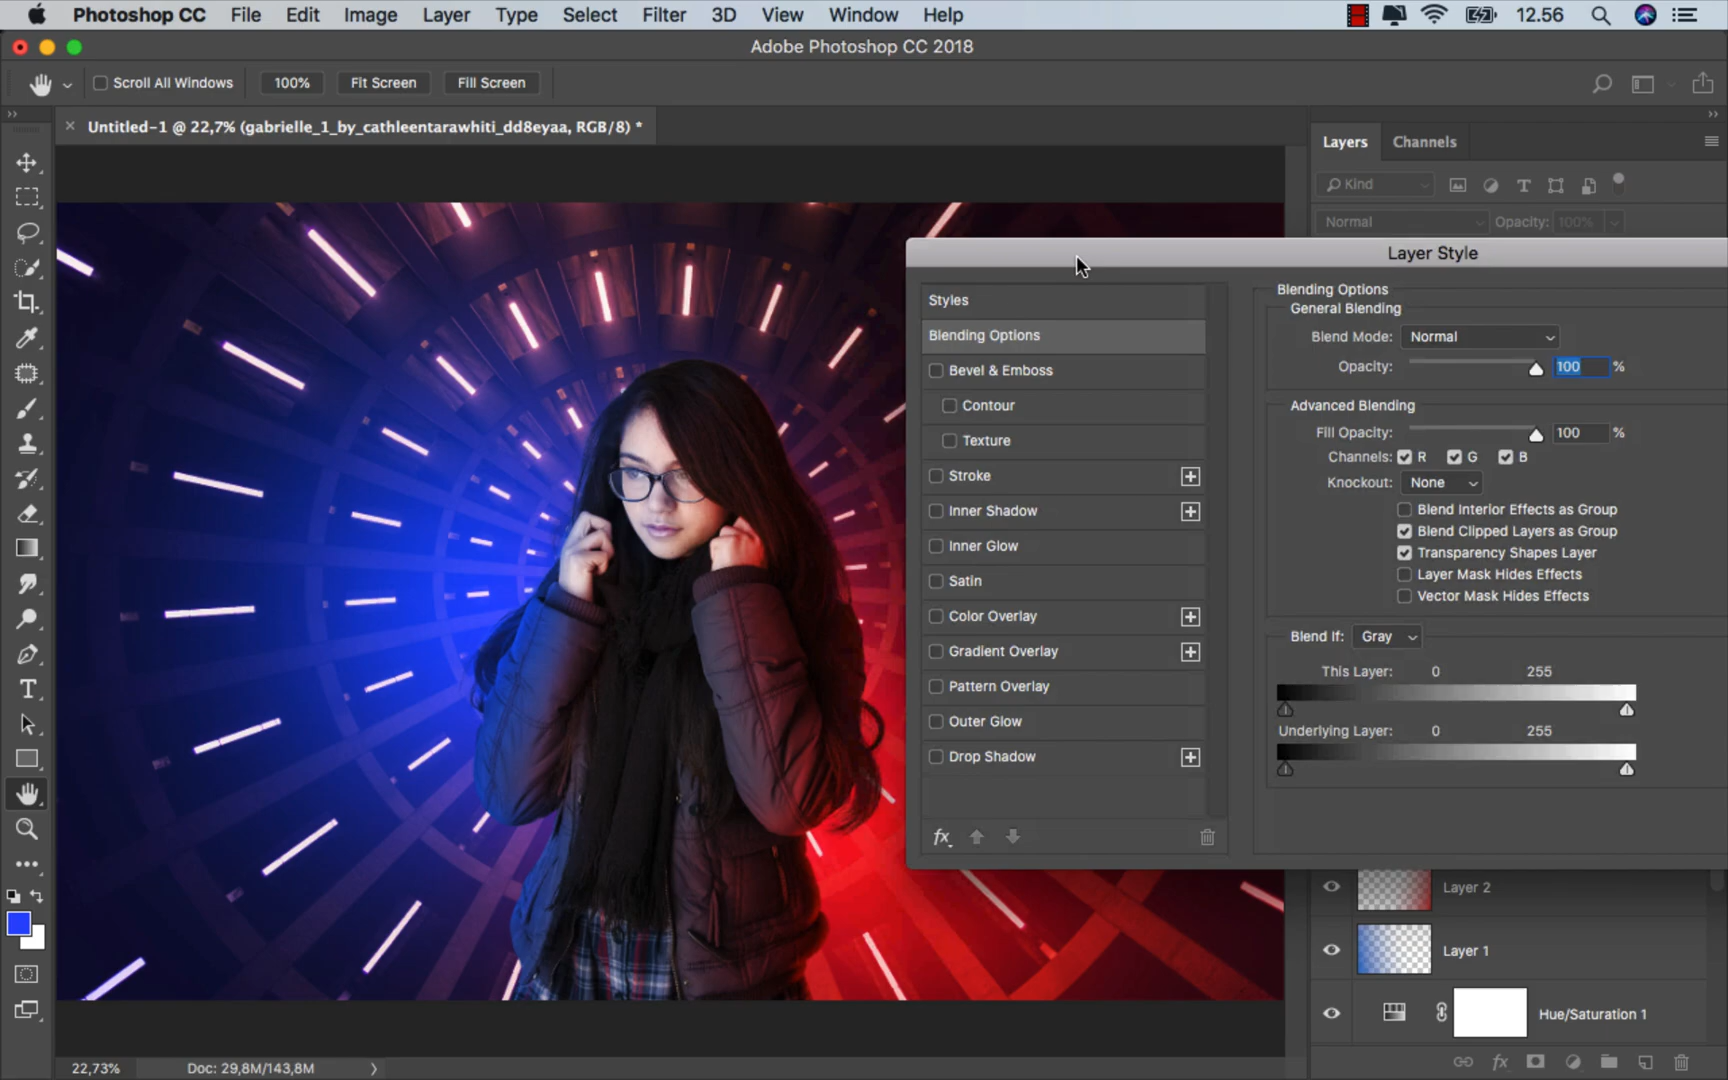 Photoshop CC File Edit Image Layer Type Select Filter 3D View Window Help 12.56
Adobe Photoshop CC 2018
Scroll All Windows 100% Fit Screen Fill Screen
Untitled-1 @ 22,7% (gabrielle_1_by_cathleentarawhiti_dd8eyaa, RGB/8) *
Layers Channels
Kind
Normal Opacity: 100%
Layer Style
Styles
Blending Options
Bevel & Emboss
Contour
Texture
Stroke
Inner Shadow
Inner Glow
Satin
Color Overlay
Gradient Overlay
Pattern Overlay
Outer Glow
Drop Shadow
fx
Blending Options
General Blending
Blend Mode: Normal
Opacity: 100 %
Advanced Blending
Fill Opacity: 100 %
Channels: R G B
Knockout: None
Blend Interior Effects as Group
Blend Clipped Layers as Group
Transparency Shapes Layer
Layer Mask Hides Effects
Vector Mask Hides Effects
Blend If: Gray
This Layer: 0 255
Underlying Layer: 0 255
Layer 2
Layer 1
Hue/Saturation 1
fx
22,73% Doc: 29,8M/143,8M